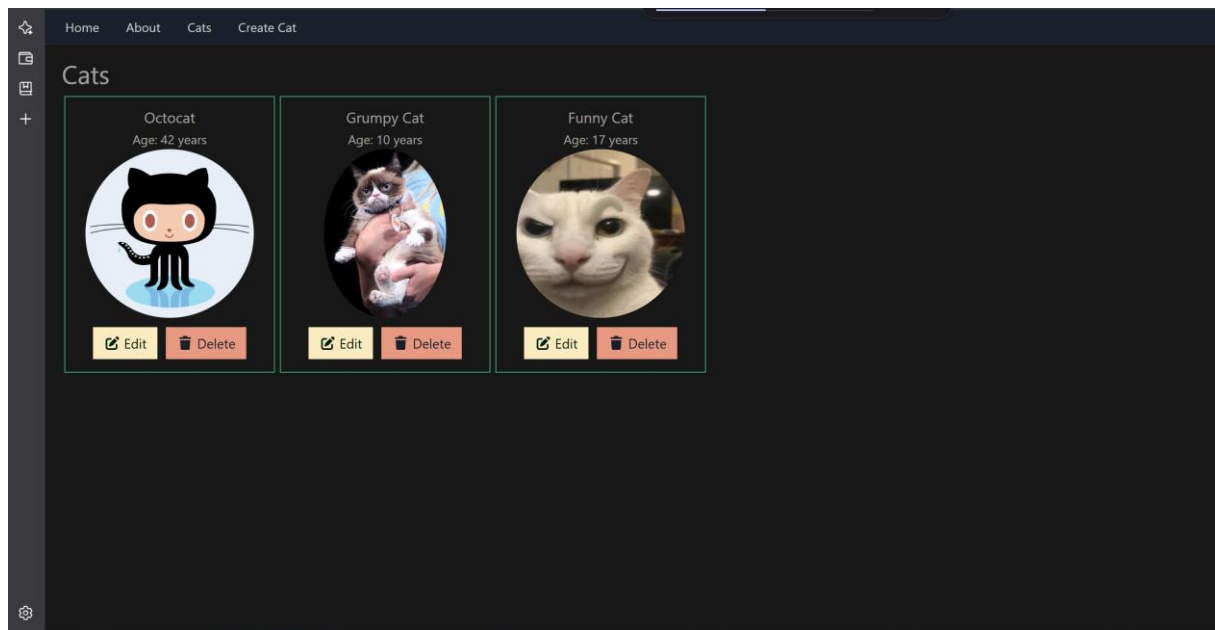 Home About Cats Create Cat
Cats
Octocat
Age: 42 years
Edit Delete
Grumpy Cat
Age: 10 years
Edit Delete
Funny Cat
Age: 17 years
Edit Delete